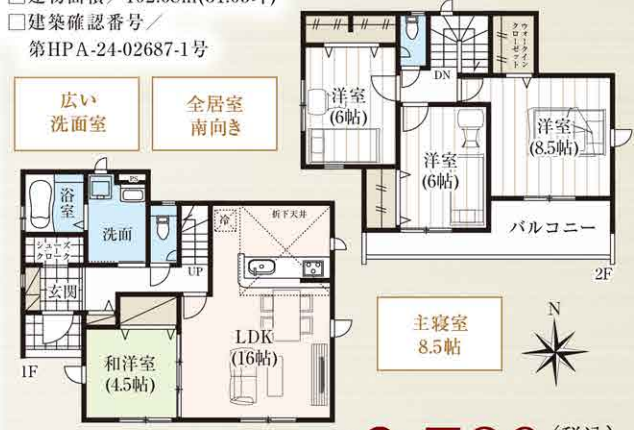 □建築確認番号／
第HPA-24-02687-1号
広い
洗面室
全居室
南向き
洋室
(6帖)
DN
ウォークイン
クローゼット
洋室
(6帖)
洋室
(8.5帖)
バルコニー
2F
浴室
PS
洗面
シューズ
クローク
玄関
UP
冷
折下天井
LDK
(16帖)
和洋室
(4.5帖)
1F
主寝室
8.5帖
N
(税込)